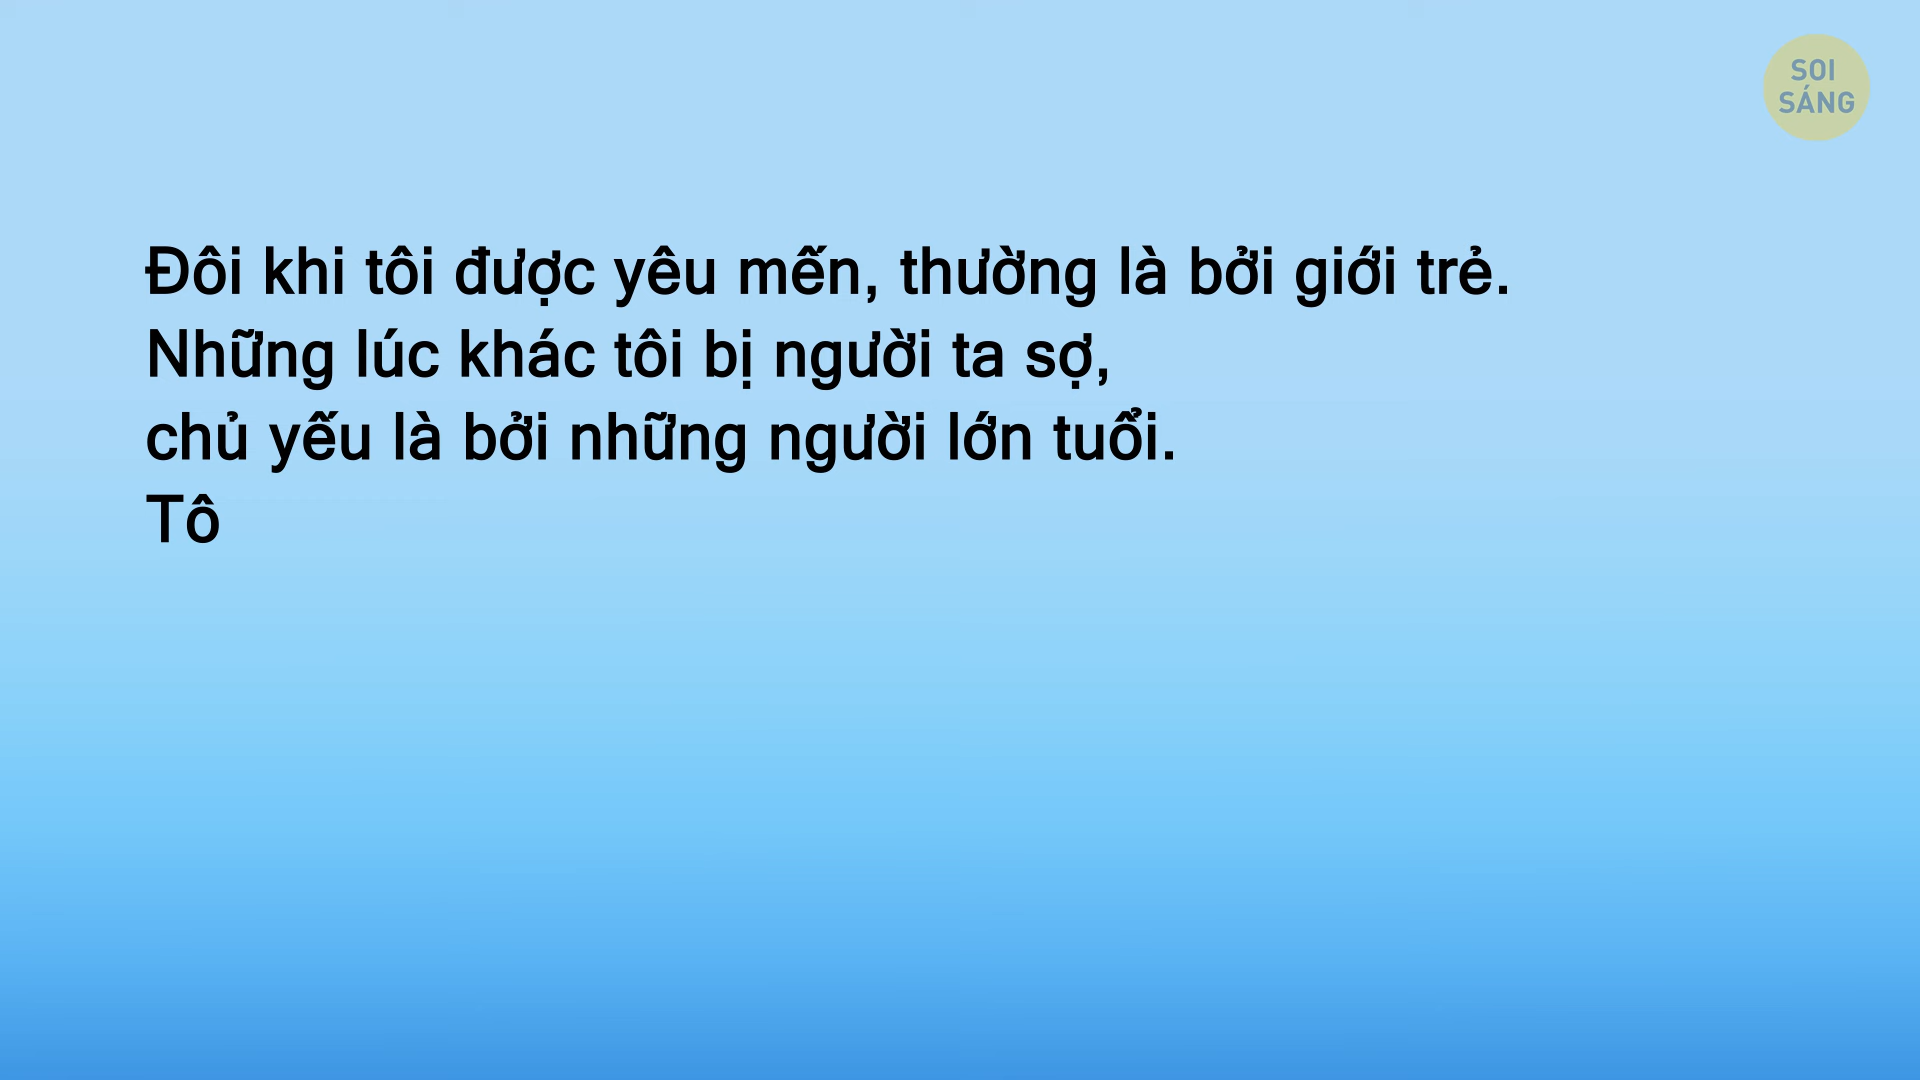 SOI
SÁNG
Đôi khi tôi được yêu mến, thường là bởi giới trẻ.
Những lúc khác tôi bị người ta sợ,
chủ yếu là bởi những người lớn tuổi.
Tô